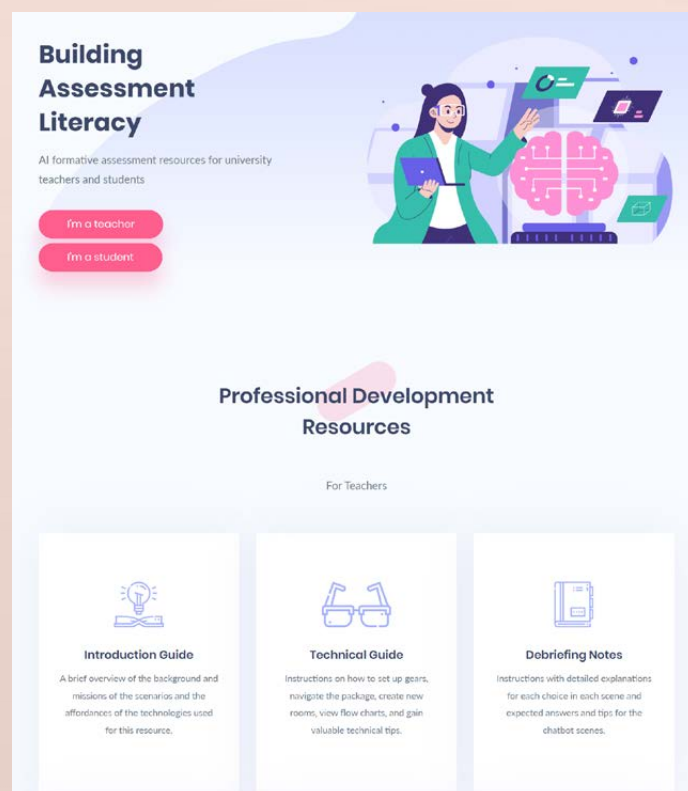 Building
Assessment
Literacy
AI formative assessment resources for university
teachers and students
I'm a teacher
I'm a student
Professional Development
Resources
For Teachers
Introduction Guide
A brief overview of the background and
missions of the scenarios and the
affordances of the technologies used
for this resource.
Technical Guide
Instructions on how to set up gears,
navigate the package, create new
rooms, view flow charts, and gain
valuable technical tips.
Debriefing Notes
Instructions with detailed explanations
for each choice in each scene and
expected answers and tips for the
chatbot scenes.